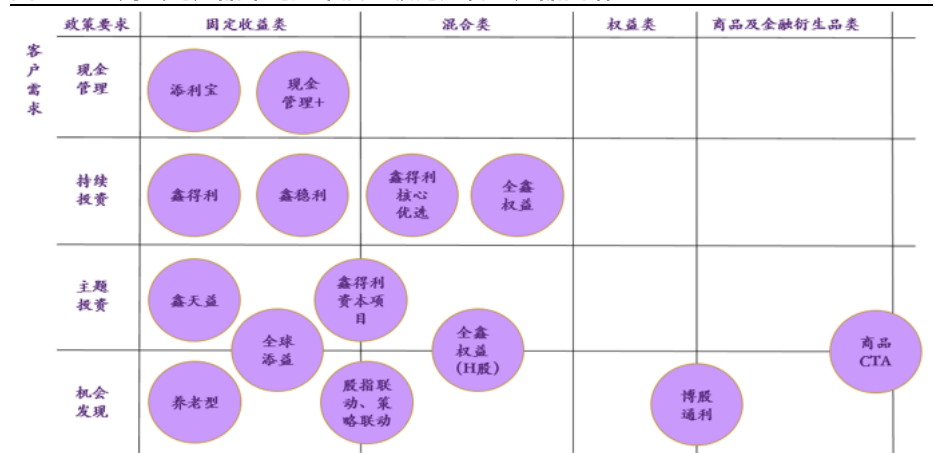 政策要求
固定收益类
混合类
权益类
商品及金融衍生品类
客
户
需
求
现金
管理
添利宝
现金
管理+
持续
投资
鑫得利
鑫稳利
鑫得利
核心
优选
全鑫
权益
主题
投资
鑫天益
鑫得利
资本项
目
全球
添益
全鑫
权益
(H股)
商品
CTA
机会
发现
养老型
股指联
动、策
略联动
博股
通利